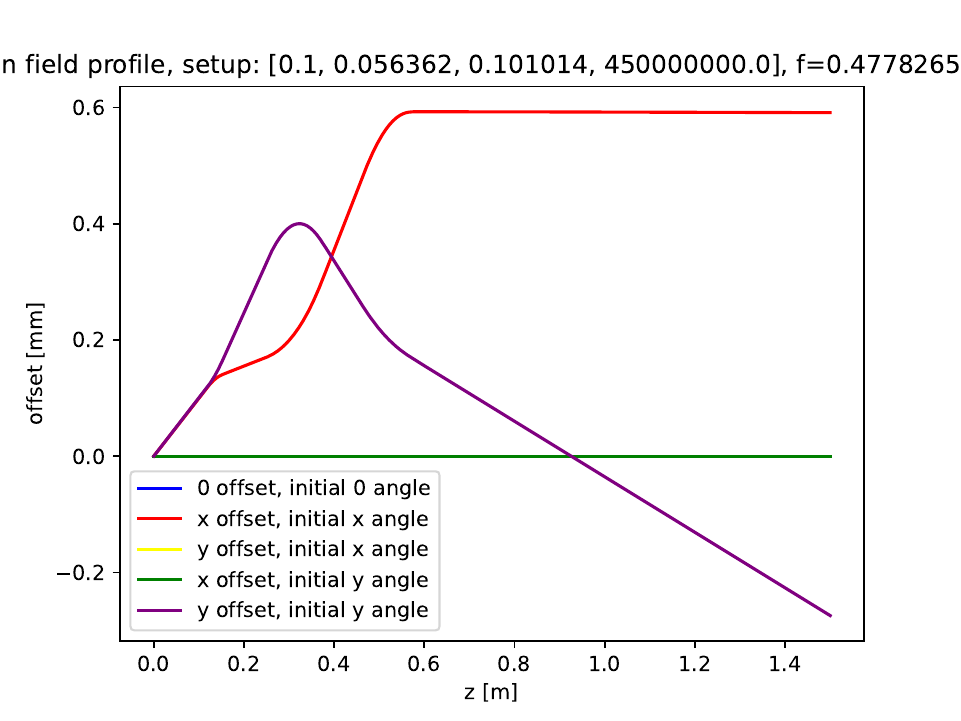 n field profile, setup: [0.1, 0.056362, 0.101014, 450000000.0], f=0.4778265
0.6
0.4
0.2
0.0
−0.2
offset [mm]
0 offset, initial 0 angle
x offset, initial x angle
y offset, initial x angle
x offset, initial y angle
y offset, initial y angle
0.0 0.2 0.4 0.6 0.8 1.0 1.2 1.4
z [m]